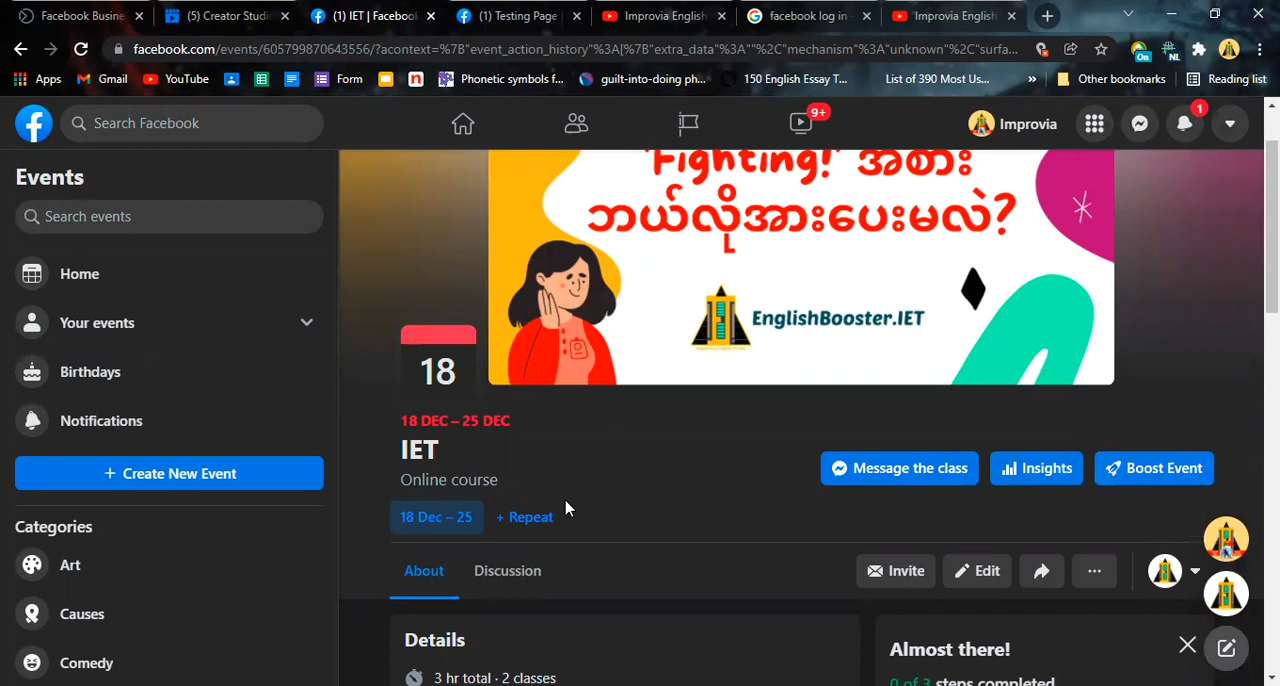 Facebook Busine
(5) Creator Studi
(1) IET | Facebook
(1) Testing Page
Improvia English
facebook log in -
Improvia English
facebook.com/events/605799870643556/?acontext=%7B"event_action_history"%3A[%7B"extra_data"%3A""%2C"mechanism"%3A"unknown"%2C"surfa...
On
NL
Apps
Gmail
YouTube
Form
Phonetic symbols f...
guilt-into-doing ph...
150 English Essay T...
List of 390 Most Us...
»
Other bookmarks
Reading list
Search Facebook
9+
Improvia
1
Events
Search events
Home
Your events
Birthdays
Notifications
+ Create New Event
Categories
Art
Causes
Comedy
'Fighting!' အစား
ဘယ်လိုအားပေးမလဲ?
EnglishBooster.IET
18
18 DEC – 25 DEC
IET
Online course
Message the class
Insights
Boost Event
18 Dec – 25
+ Repeat
About
Discussion
Invite
Edit
Details
3 hr total · 2 classes
Almost there!
0 of 3 steps completed